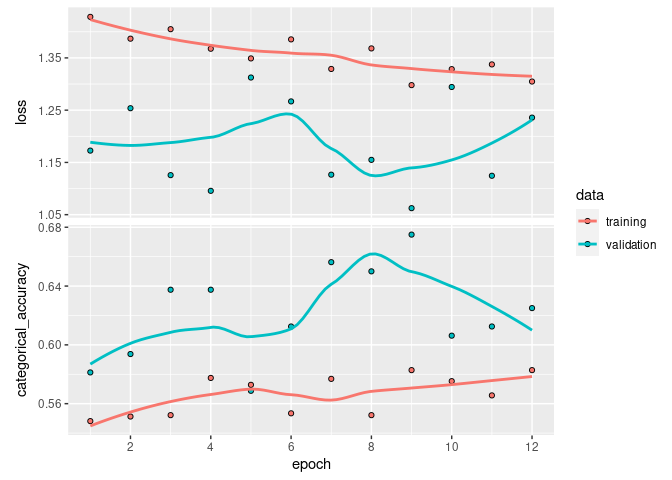 loss
1.35
1.25
1.15
1.05
categorical_accuracy
0.68
0.64
0.60
0.56
2 4 6 8 10 12
epoch
data
training
validation